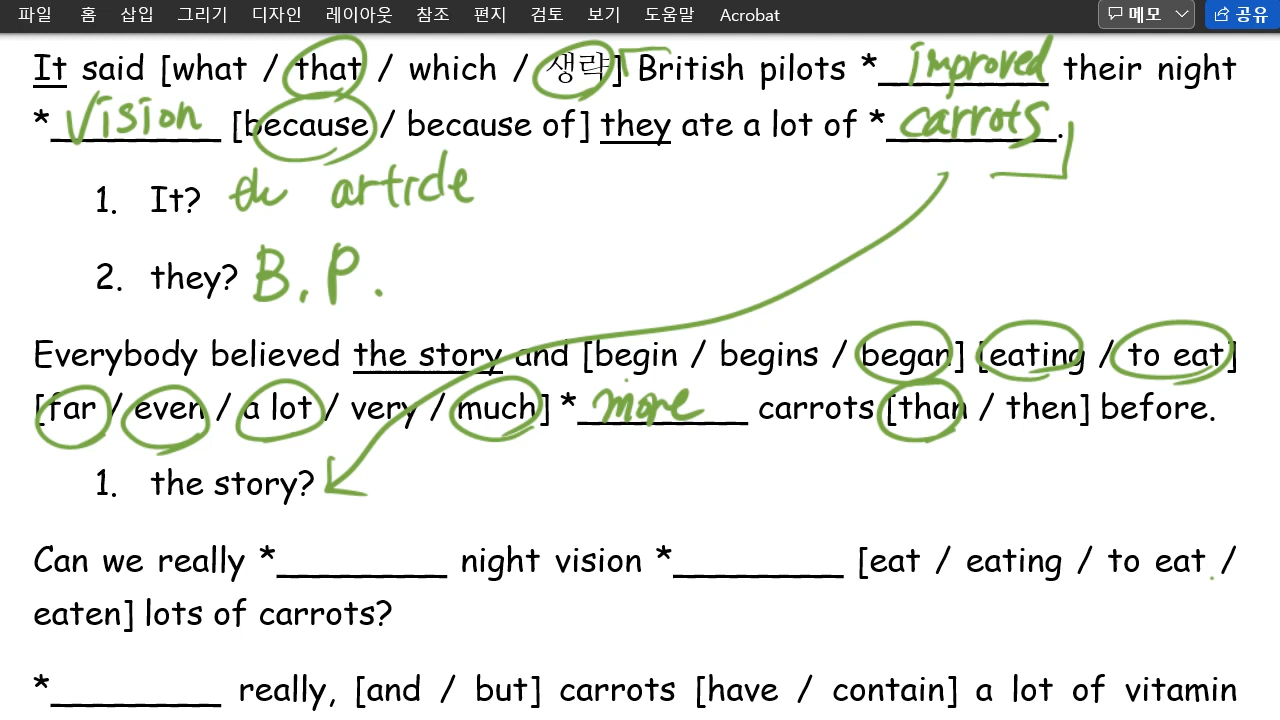 파일 홈 삽입 그리기 디자인 레이아웃 참조 편지 검토 보기 도움말 Acrobat 메모 공유
It said [what / that / which / 생략] British pilots *improved their night
*vision [because / because of] they ate a lot of *carrots.
1. It? the article
2. they? B. P.
Everybody believed the story and [begin / begins / began] [eating / to eat]
[far / even / a lot / very / much] *more carrots [than / then] before.
1. the story?
Can we really *________ night vision *________ [eat / eating / to eat /
eaten] lots of carrots?
*________ really, [and / but] carrots [have / contain] a lot of vitamin